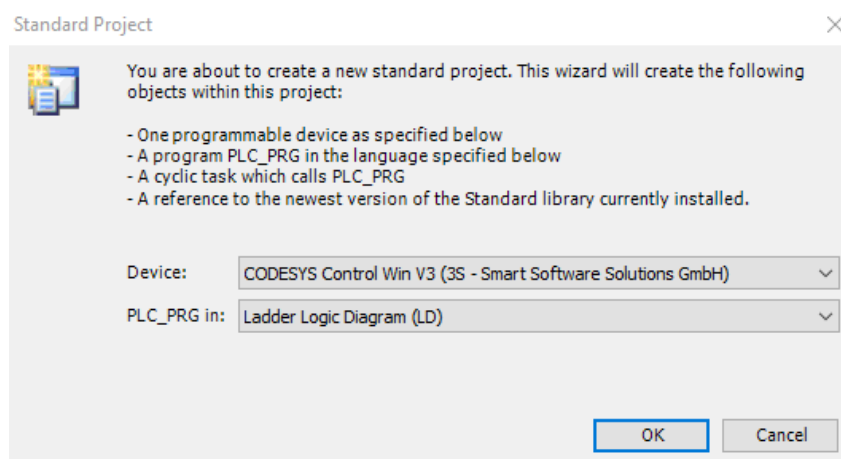 Standard Project
You are about to create a new standard project. This wizard will create the following
objects within this project:
- One programmable device as specified below
- A program PLC_PRG in the language specified below
- A cyclic task which calls PLC_PRG
- A reference to the newest version of the Standard library currently installed.
Device: CODESYS Control Win V3 (3S - Smart Software Solutions GmbH)
PLC_PRG in: Ladder Logic Diagram (LD)
OK Cancel